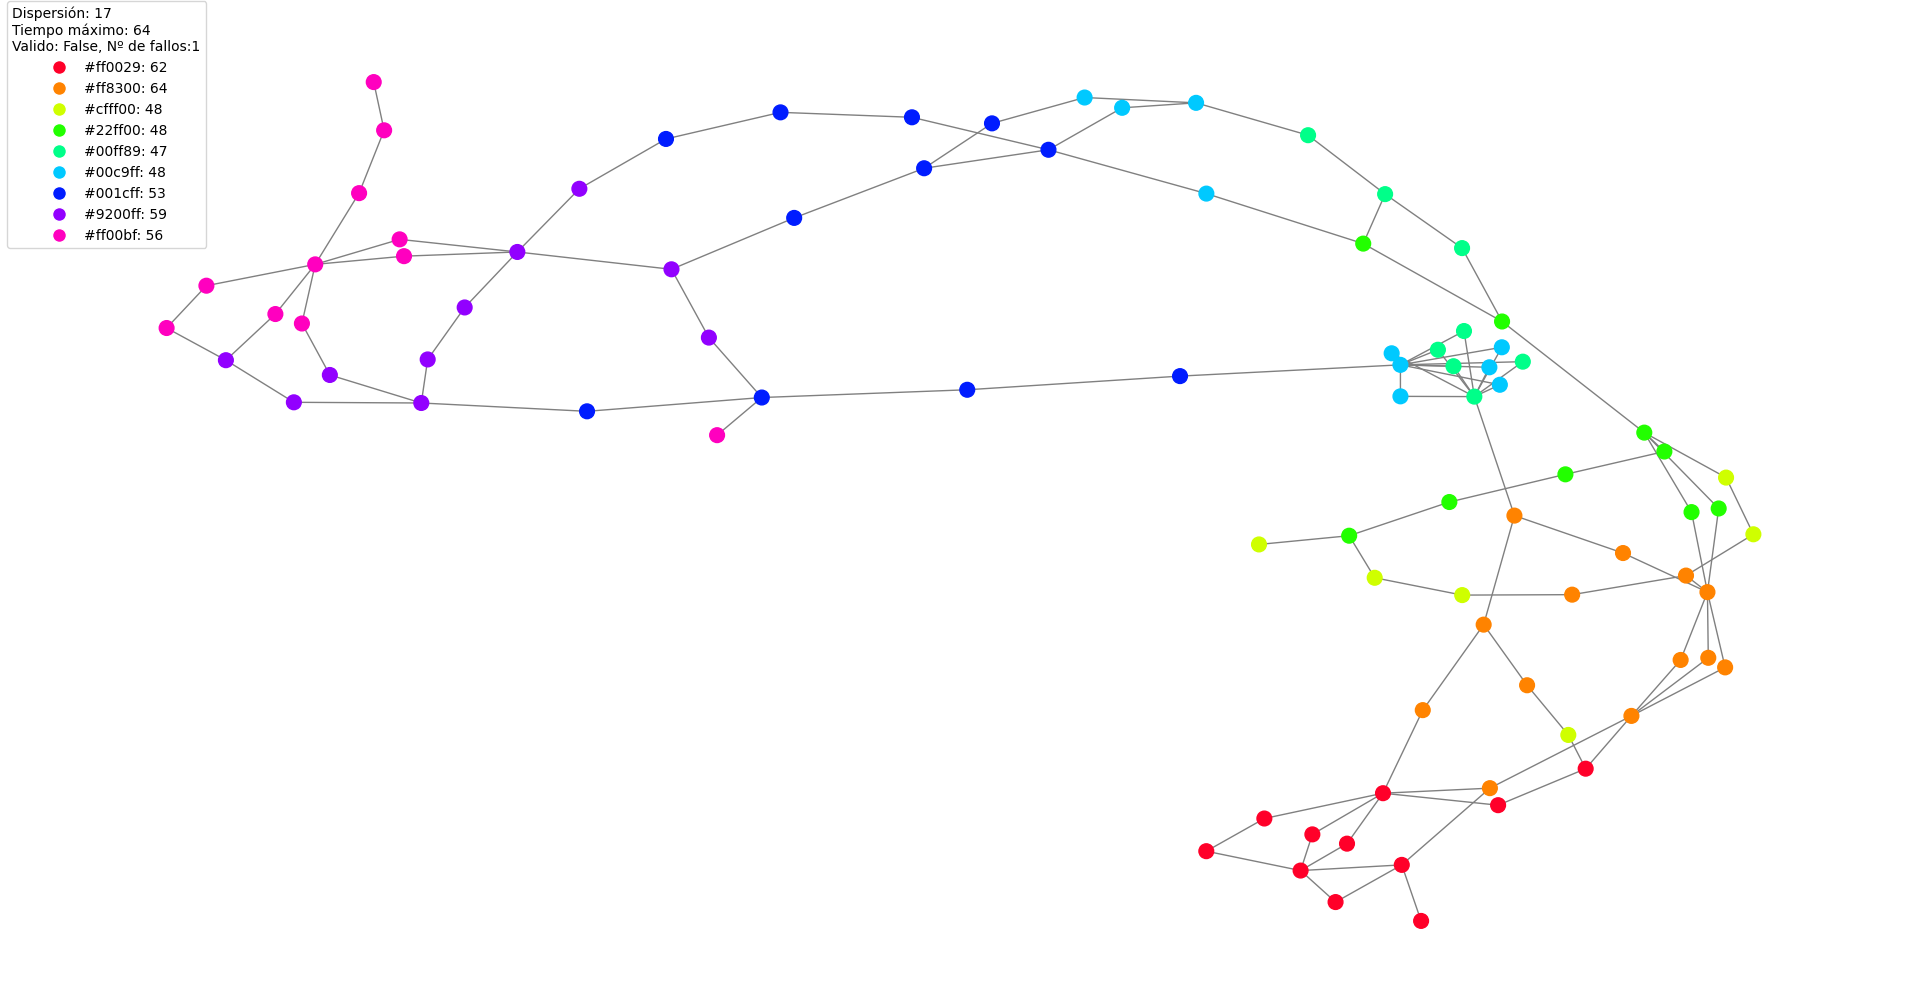 Dispersión: 17
Tiempo máximo: 64
Valido: False, Nº de fallos:1
#ff0029: 62
#ff8300: 64
#cfff00: 48
#22ff00: 48
#00ff89: 47
#00c9ff: 48
#001cff: 53
#9200ff: 59
#ff00bf: 56